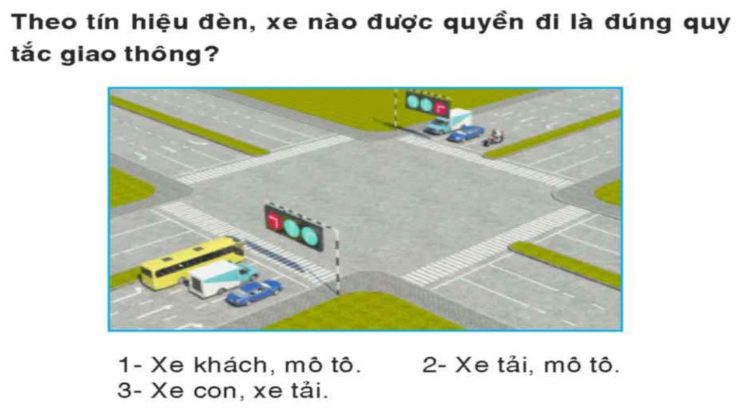 Theo tín hiệu đèn, xe nào được quyền đi là đúng quy
tắc giao thông?
1- Xe khách, mô tô. 2- Xe tải, mô tô.
3- Xe con, xe tải.